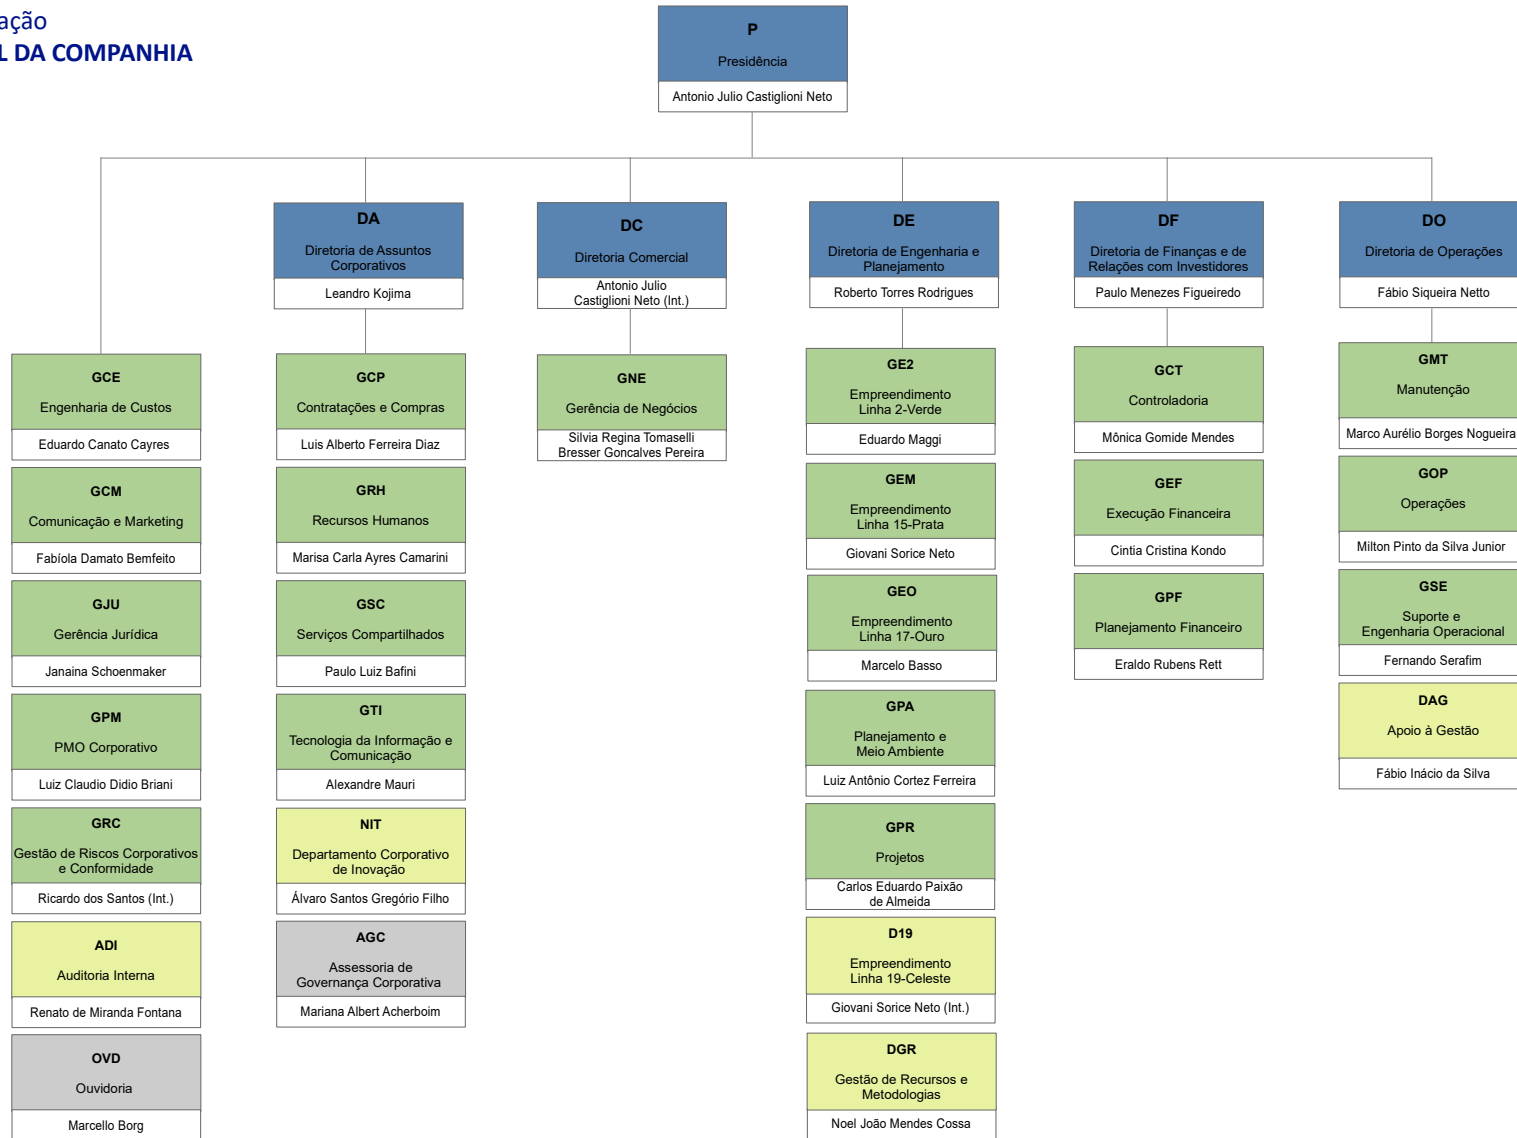 ação
L DA COMPANHIA
P
Presidência
Antonio Julio Castiglioni Neto
DA
Diretoria de Assuntos
Corporativos
Leandro Kojima
DC
Diretoria Comercial
Antonio Julio
Castiglioni Neto (Int.)
DE
Diretoria de Engenharia e
Planejamento
Roberto Torres Rodrigues
DF
Diretoria de Finanças e de
Relações com Investidores
Paulo Menezes Figueiredo
DO
Diretoria de Operações
Fábio Siqueira Netto
GCE
Engenharia de Custos
Eduardo Canato Cayres
GCM
Comunicação e Marketing
Fabíola Damato Bemfeito
GJU
Gerência Jurídica
Janaina Schoenmaker
GPM
PMO Corporativo
Luiz Claudio Didio Briani
GRC
Gestão de Riscos Corporativos
e Conformidade
Ricardo dos Santos (Int.)
ADI
Auditoria Interna
Renato de Miranda Fontana
OVD
Ouvidoria
Marcello Borg
GCP
Contratações e Compras
Luis Alberto Ferreira Diaz
GRH
Recursos Humanos
Marisa Carla Ayres Camarini
GSC
Serviços Compartilhados
Paulo Luiz Bafini
GTI
Tecnologia da Informação e
Comunicação
Alexandre Mauri
NIT
Departamento Corporativo
de Inovação
Álvaro Santos Gregório Filho
AGC
Assessoria de
Governança Corporativa
Mariana Albert Acherboim
GNE
Gerência de Negócios
Silvia Regina Tomaselli
Bresser Goncalves Pereira
GE2
Empreendimento
Linha 2-Verde
Eduardo Maggi
GEM
Empreendimento
Linha 15-Prata
Giovani Sorice Neto
GEO
Empreendimento
Linha 17-Ouro
Marcelo Basso
GPA
Planejamento e
Meio Ambiente
Luiz Antônio Cortez Ferreira
GPR
Projetos
Carlos Eduardo Paixão
de Almeida
D19
Empreendimento
Linha 19-Celeste
Giovani Sorice Neto (Int.)
DGR
Gestão de Recursos e
Metodologias
Noel João Mendes Cossa
GCT
Controladoria
Mônica Gomide Mendes
GEF
Execução Financeira
Cintia Cristina Kondo
GPF
Planejamento Financeiro
Eraldo Rubens Rett
GMT
Manutenção
Marco Aurélio Borges Nogueira
GOP
Operações
Milton Pinto da Silva Junior
GSE
Suporte e
Engenharia Operacional
Fernando Serafim
DAG
Apoio à Gestão
Fábio Inácio da Silva